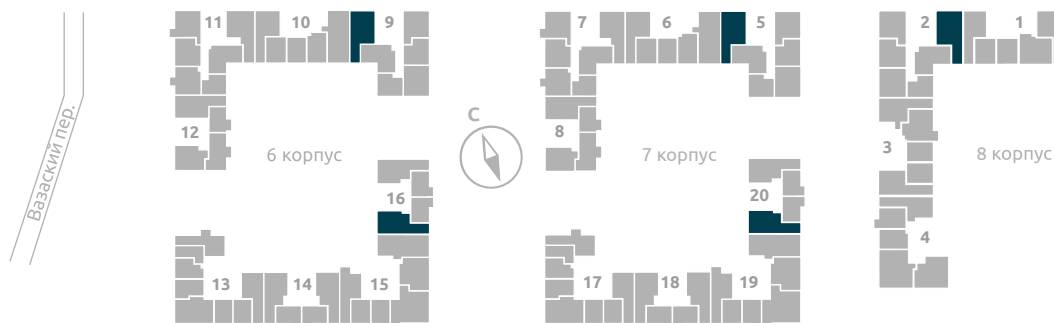 11 10 9 7 6 5 2 1
С
Вазаский пер.
12 6 корпус 8 7 корпус 3 8 корпус
16 20
4
13 14 15 17 18 19